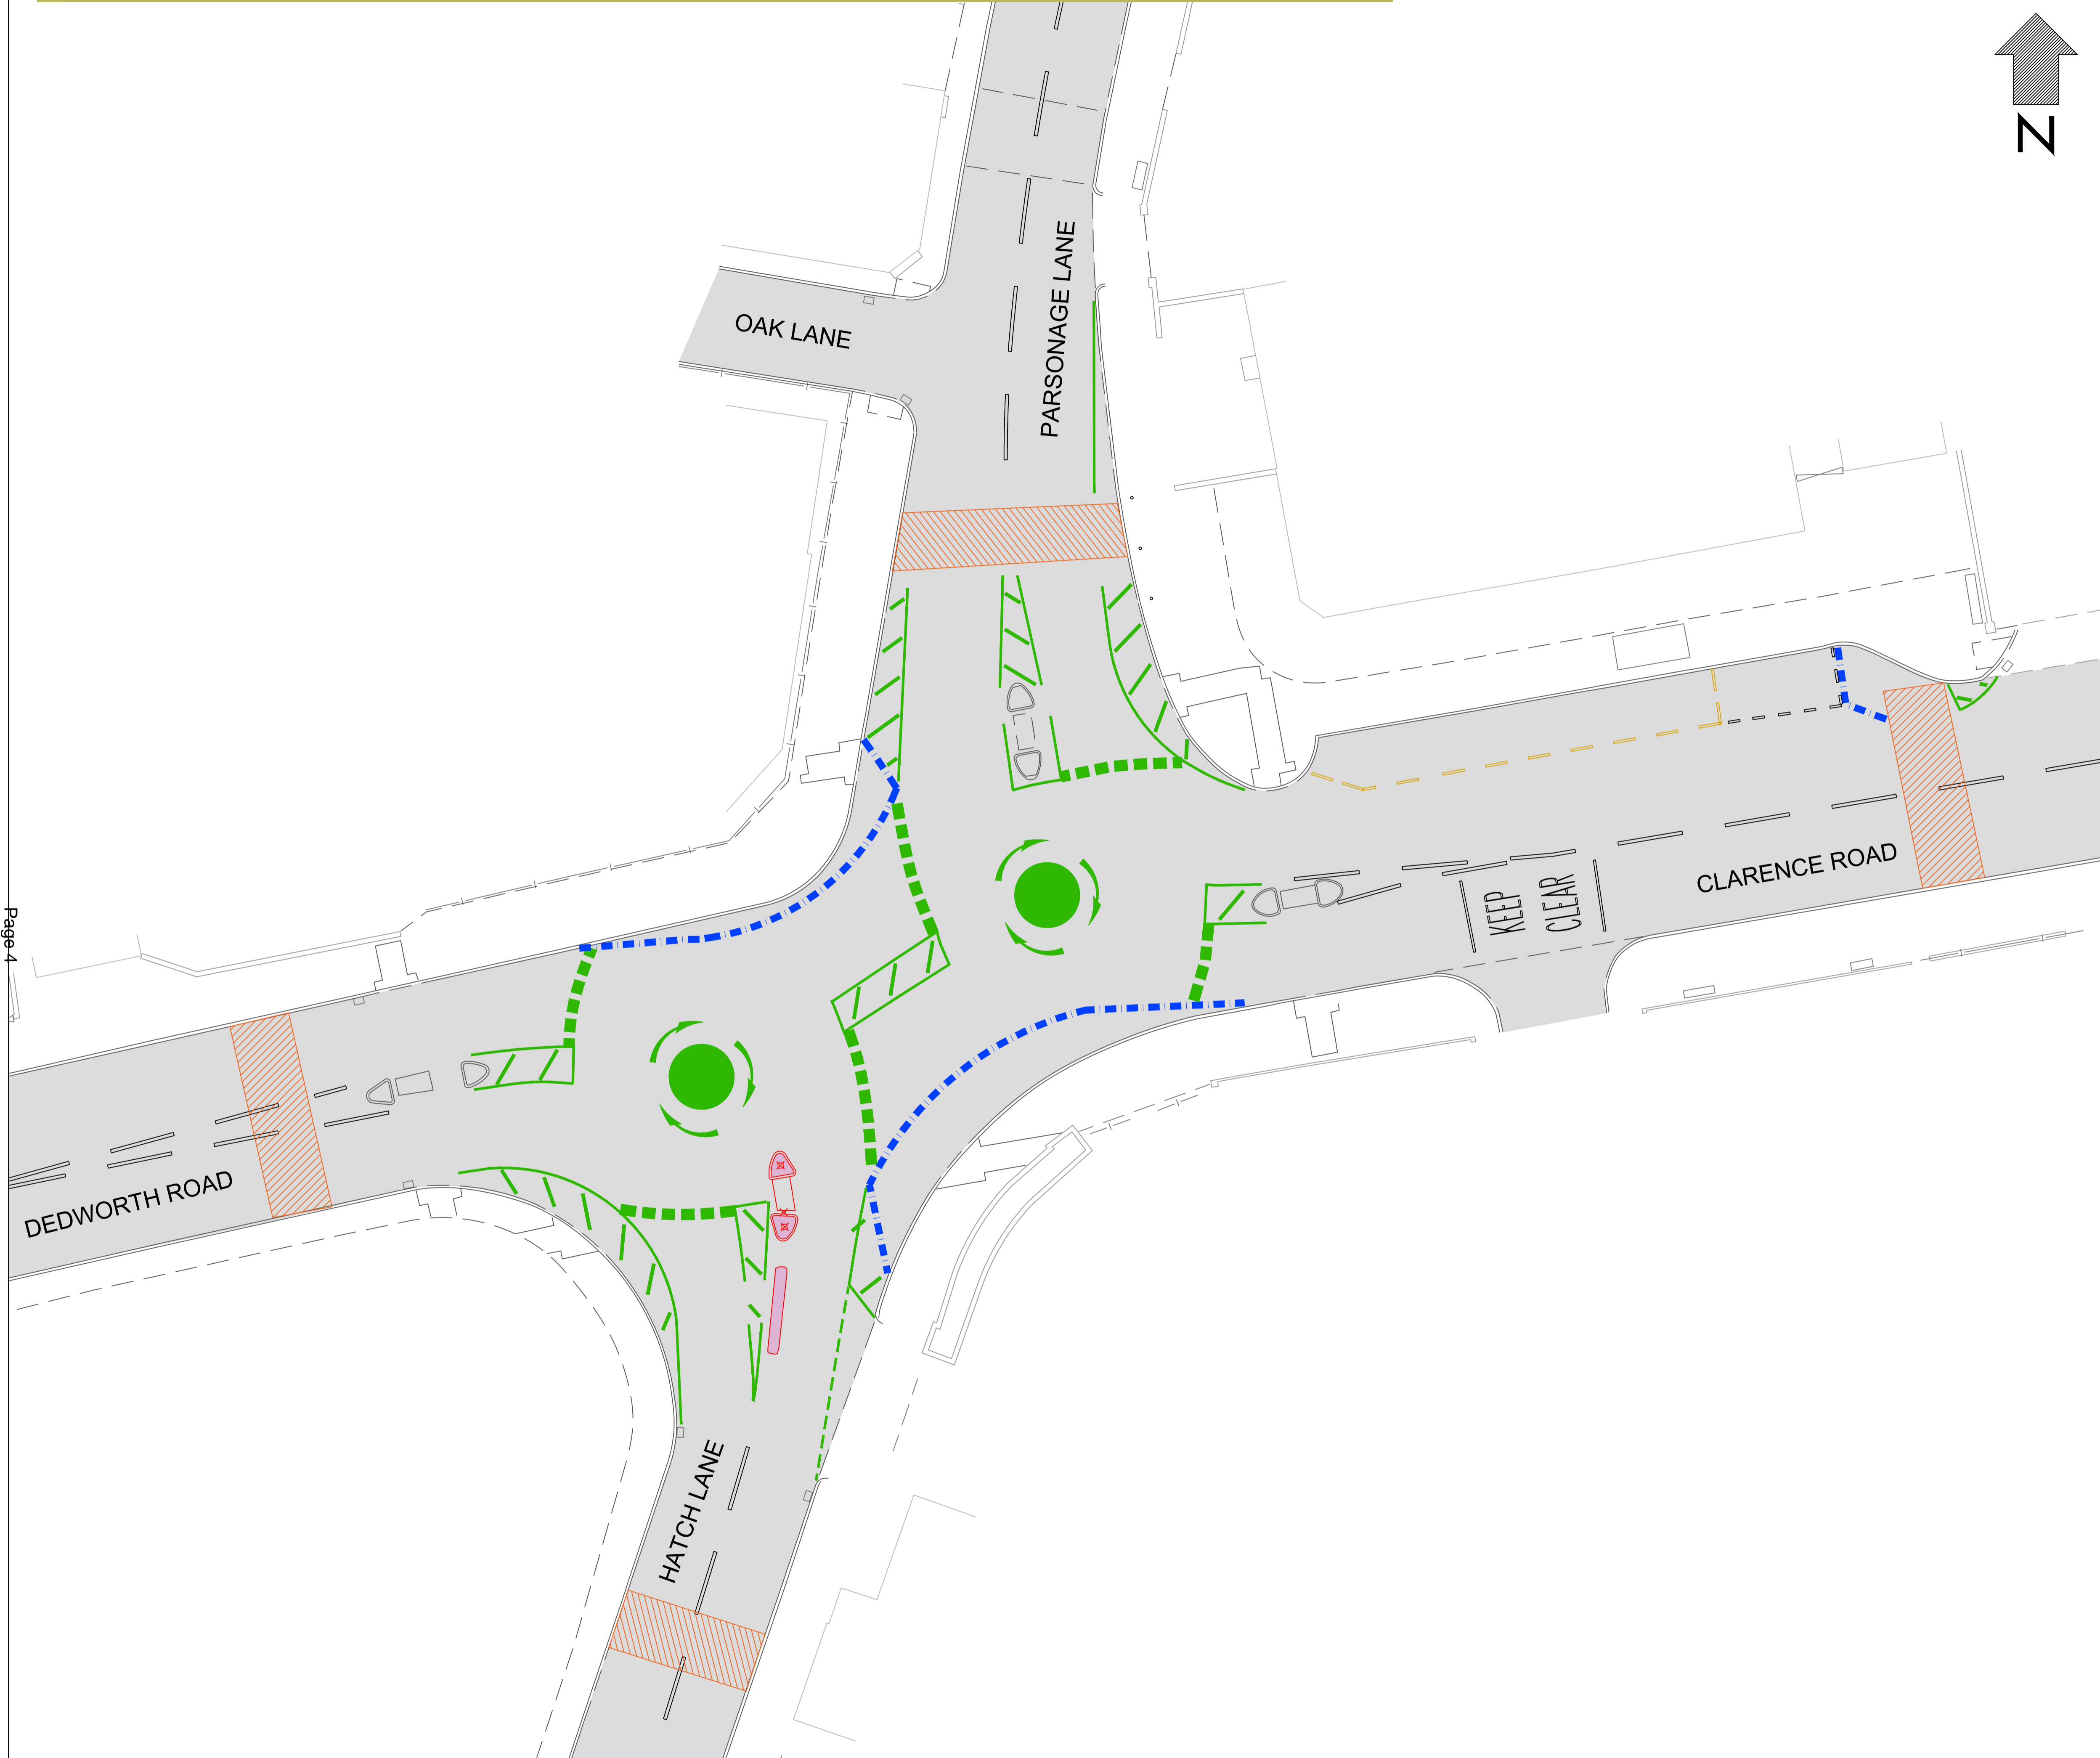 N
OAK LANE
PARSONAGE LANE
KEEP
CLEAR
CLARENCE ROAD
Page 4
DEDWORTH ROAD
HATCH LANE